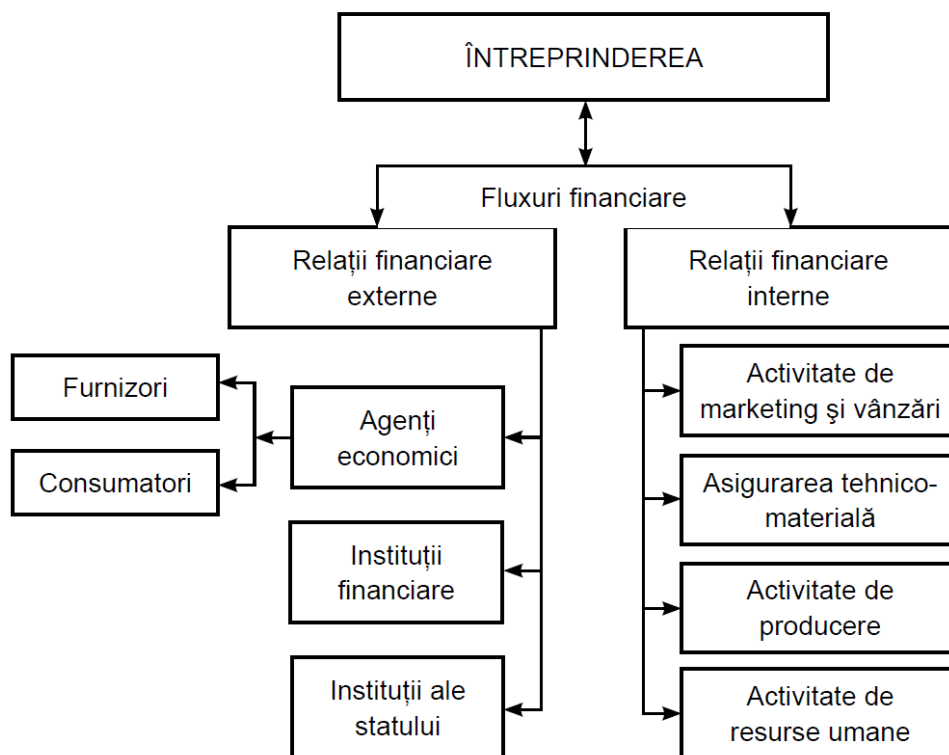 ÎNTREPRINDEREA
Fluxuri financiare
Relații financiare
externe
Relații financiare
interne
Furnizori
Consumatori
Agenți
economici
Instituții
financiare
Instituții ale
statului
Activitate de
marketing şi vânzări
Asigurarea tehnico-
materială
Activitate de
producere
Activitate de
resurse umane